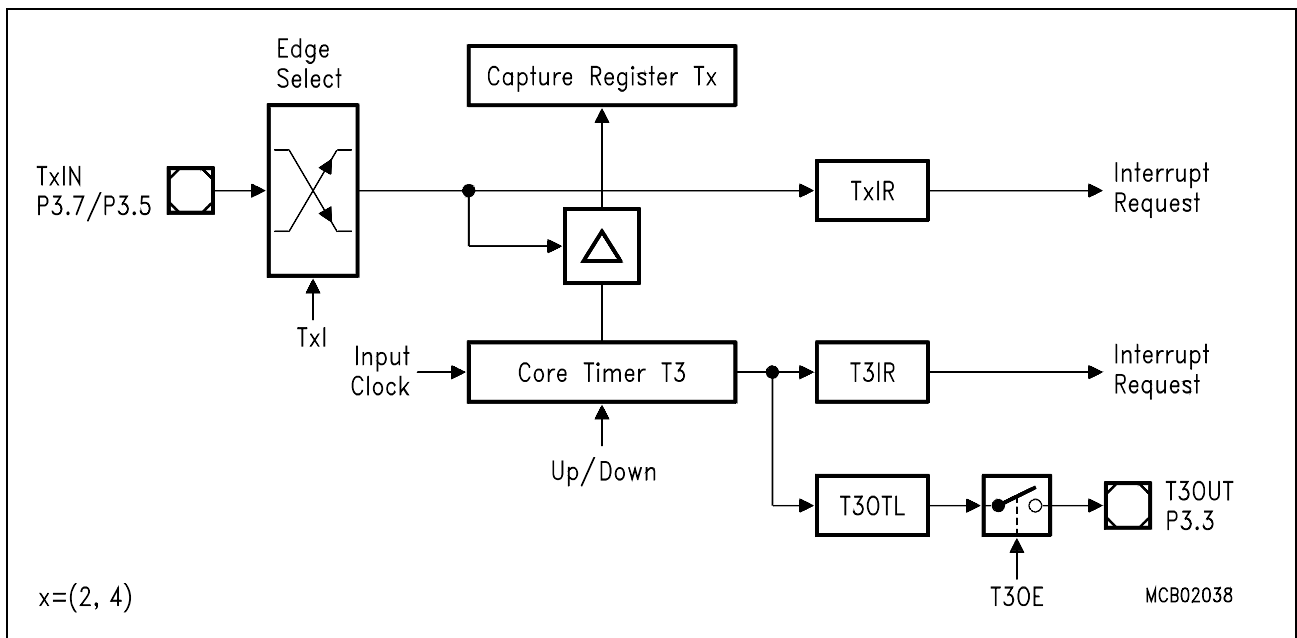 Edge
Select
Capture Register Tx
TxIN
P3.7/P3.5
TxIR
Interrupt
Request
TxI
Input
Clock
Core Timer T3
T3IR
Interrupt
Request
Up/Down
T3OTL
T3OUT
P3.3
T3OE
x=(2, 4)
MCB02038